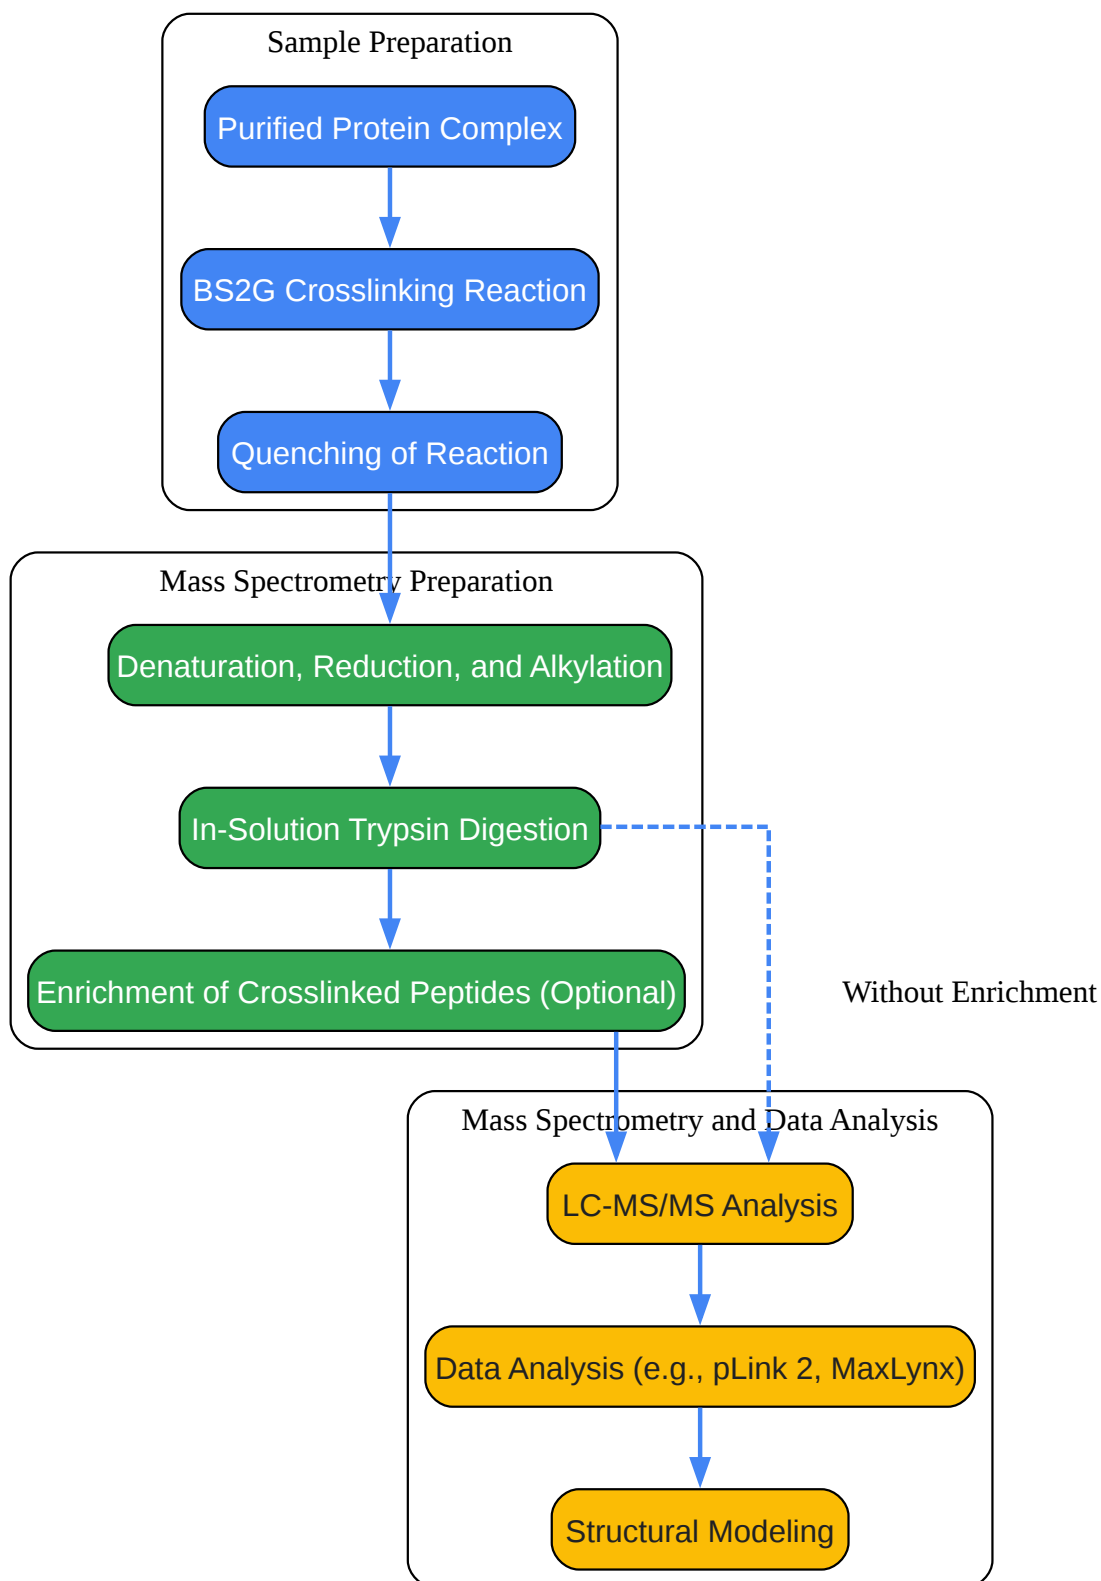 Sample Preparation
Purified Protein Complex
BS2G Crosslinking Reaction
Quenching of Reaction
Mass Spectrometry Preparation
Denaturation, Reduction, and Alkylation
In-Solution Trypsin Digestion
Enrichment of Crosslinked Peptides (Optional)
Without Enrichment
Mass Spectrometry and Data Analysis
LC-MS/MS Analysis
Data Analysis (e.g., pLink 2, MaxLynx)
Structural Modeling